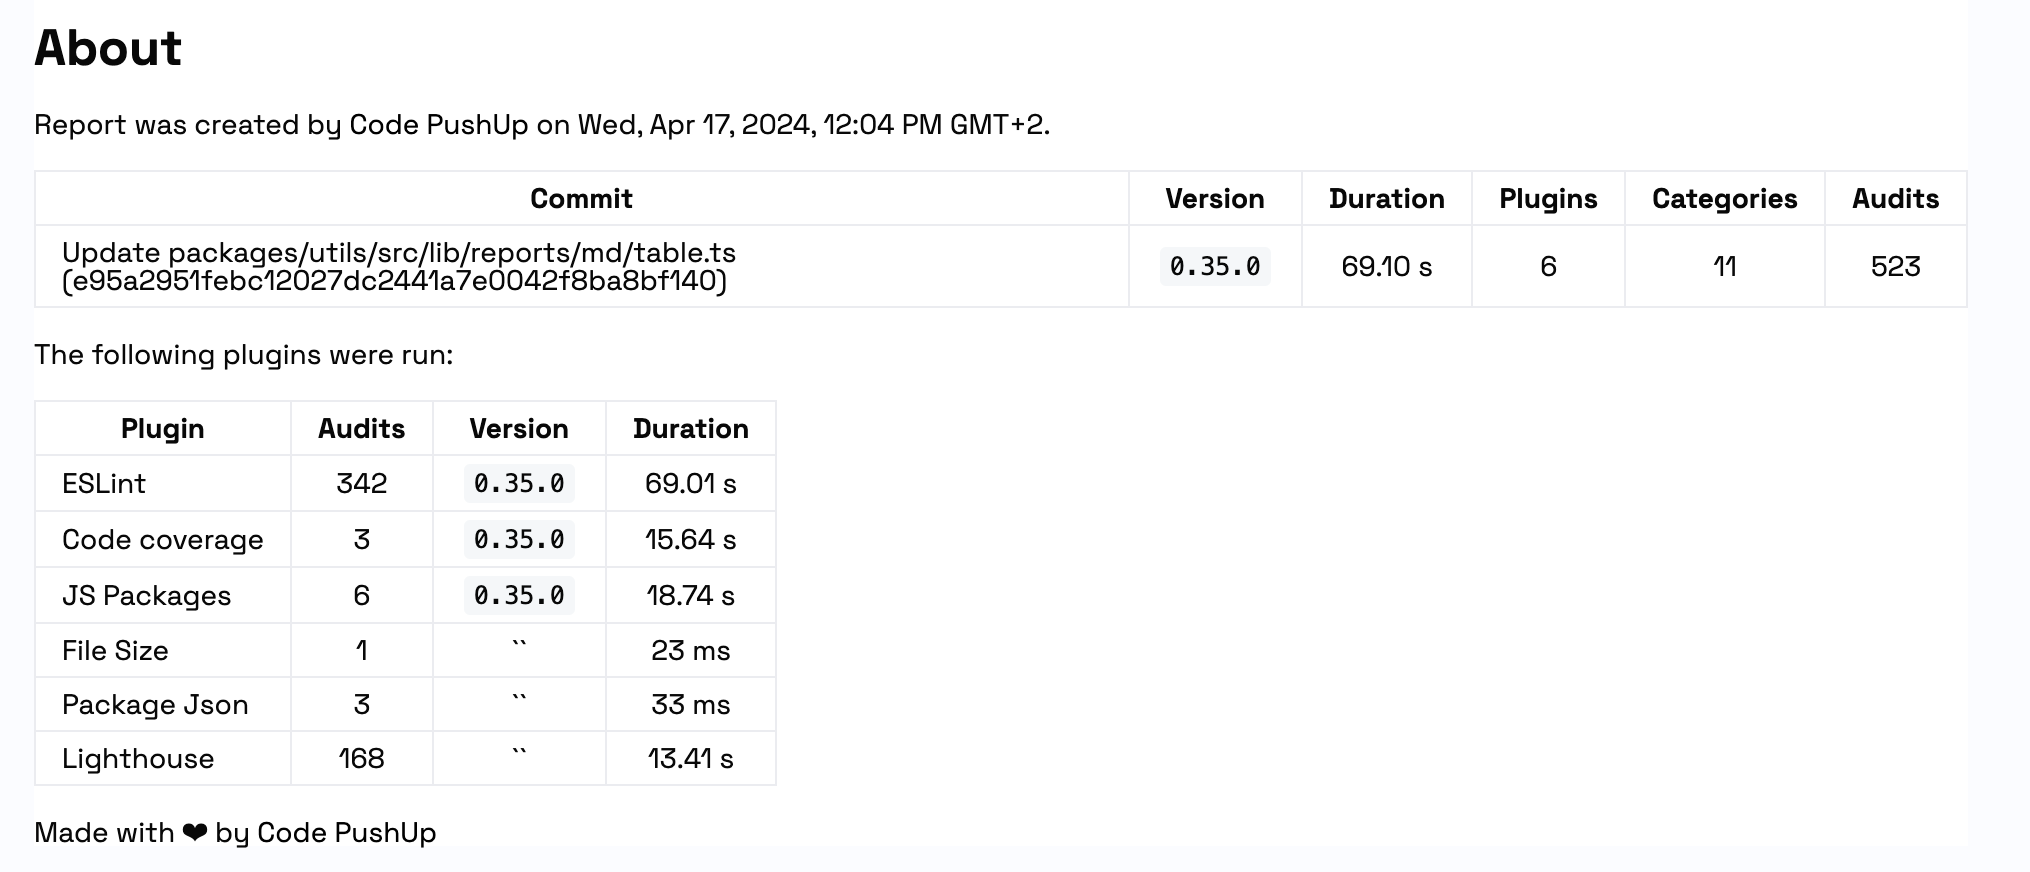 About
Report was created by Code PushUp on Wed, Apr 17, 2024, 12:04 PM GMT+2.
Commit Version Duration Plugins Categories Audits
Update packages/utils/src/lib/reports/md/table.ts
(e95a2951febc12027dc2441a7e0042f8ba8bf140) 0.35.0 69.10 s 6 11 523
The following plugins were run:
Plugin Audits Version Duration
ESLint 342 0.35.0 69.01 s
Code coverage 3 0.35.0 15.64 s
JS Packages 6 0.35.0 18.74 s
File Size 1 `` 23 ms
Package Json 3 `` 33 ms
Lighthouse 168 `` 13.41 s
Made with ❤ by Code PushUp